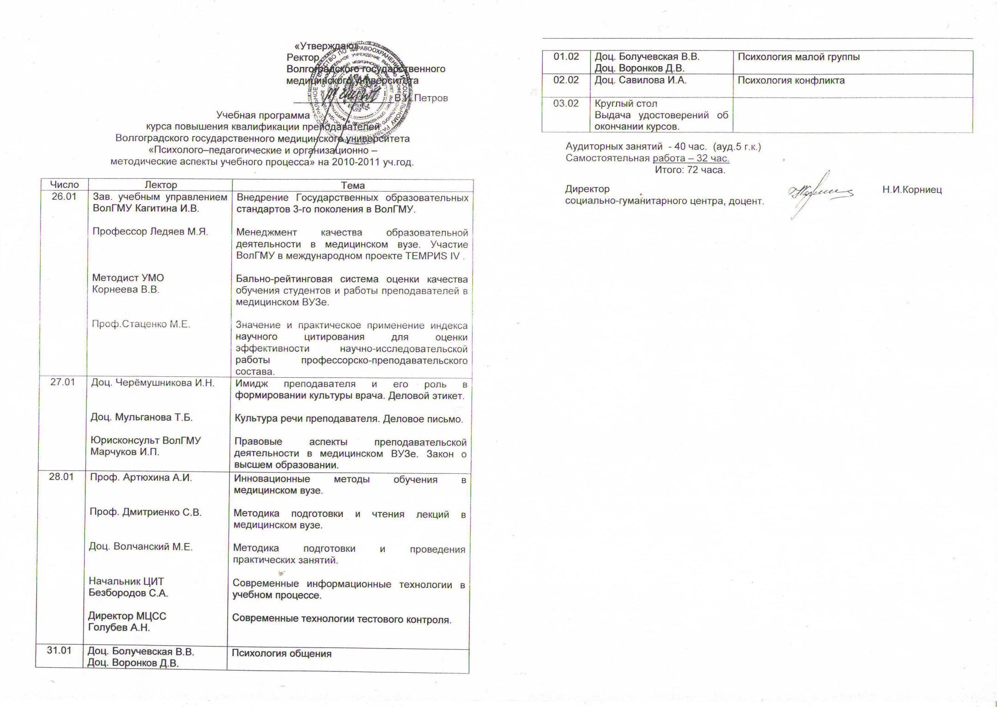 «Утверждаю»
Ректор
Волгоградского государственного
медицинского университета
В.И.Петров
Учебная программа
курса повышения квалификации преподавателей
Волгоградского государственного медицинского университета
«Психолого–педагогические и организационно –
методические аспекты учебного процесса» на 2010-2011 уч.год.
Число Лектор Тема
26.01 Зав. учебным управлением Внедрение Государственных образовательных
ВолГМУ Кагитина И.В. стандартов 3-го поколения в ВолГМУ.
Профессор Ледяев М.Я. Менеджмент качества образовательной
деятельности в медицинском вузе. Участие
ВолГМУ в международном проекте TEMPИS IV .
Методист УМО Бально-рейтинговая система оценки качества
Корнеева В.В. обучения студентов и работы преподавателей в
медицинском ВУЗе.
Проф.Стаценко М.Е. Значение и практическое применение индекса
научного цитирования для оценки
эффективности научно-исследовательской
работы профессорско-преподавательского
состава.
27.01 Доц. Черёмушникова И.Н. Имидж преподавателя и его роль в
формировании культуры врача. Деловой этикет.
Доц. Мульганова Т.Б. Культура речи преподавателя. Деловое письмо.
Юрисконсульт ВолГМУ Правовые аспекты преподавательской
Марчуков И.П. деятельности в медицинском ВУЗе. Закон о
высшем образовании.
28.01 Проф. Артюхина А.И. Инновационные методы обучения в
медицинском вузе.
Проф. Дмитриенко С.В. Методика подготовки и чтения лекций в
медицинском вузе.
Доц. Волчанский М.Е. Методика подготовки и проведения
практических занятий.
Начальник ЦИТ Современные информационные технологии в
Безбородов С.А. учебном процессе.
Директор МЦСС Современные технологии тестового контроля.
Голубев А.Н.
31.01 Доц. Болучевская В.В. Психология общения
Доц. Воронков Д.В.
01.02 Доц. Болучевская В.В. Психология малой группы
Доц. Воронков Д.В.
02.02 Доц. Савилова И.А. Психология конфликта
03.02 Круглый стол
Выдача удостоверений об
окончании курсов.
Аудиторных занятий - 40 час. (ауд.5 г.к.)
Самостоятельная работа – 32 час.
Итого: 72 часа.
Директор Н.И.Корниец
социально-гуманитарного центра, доцент.